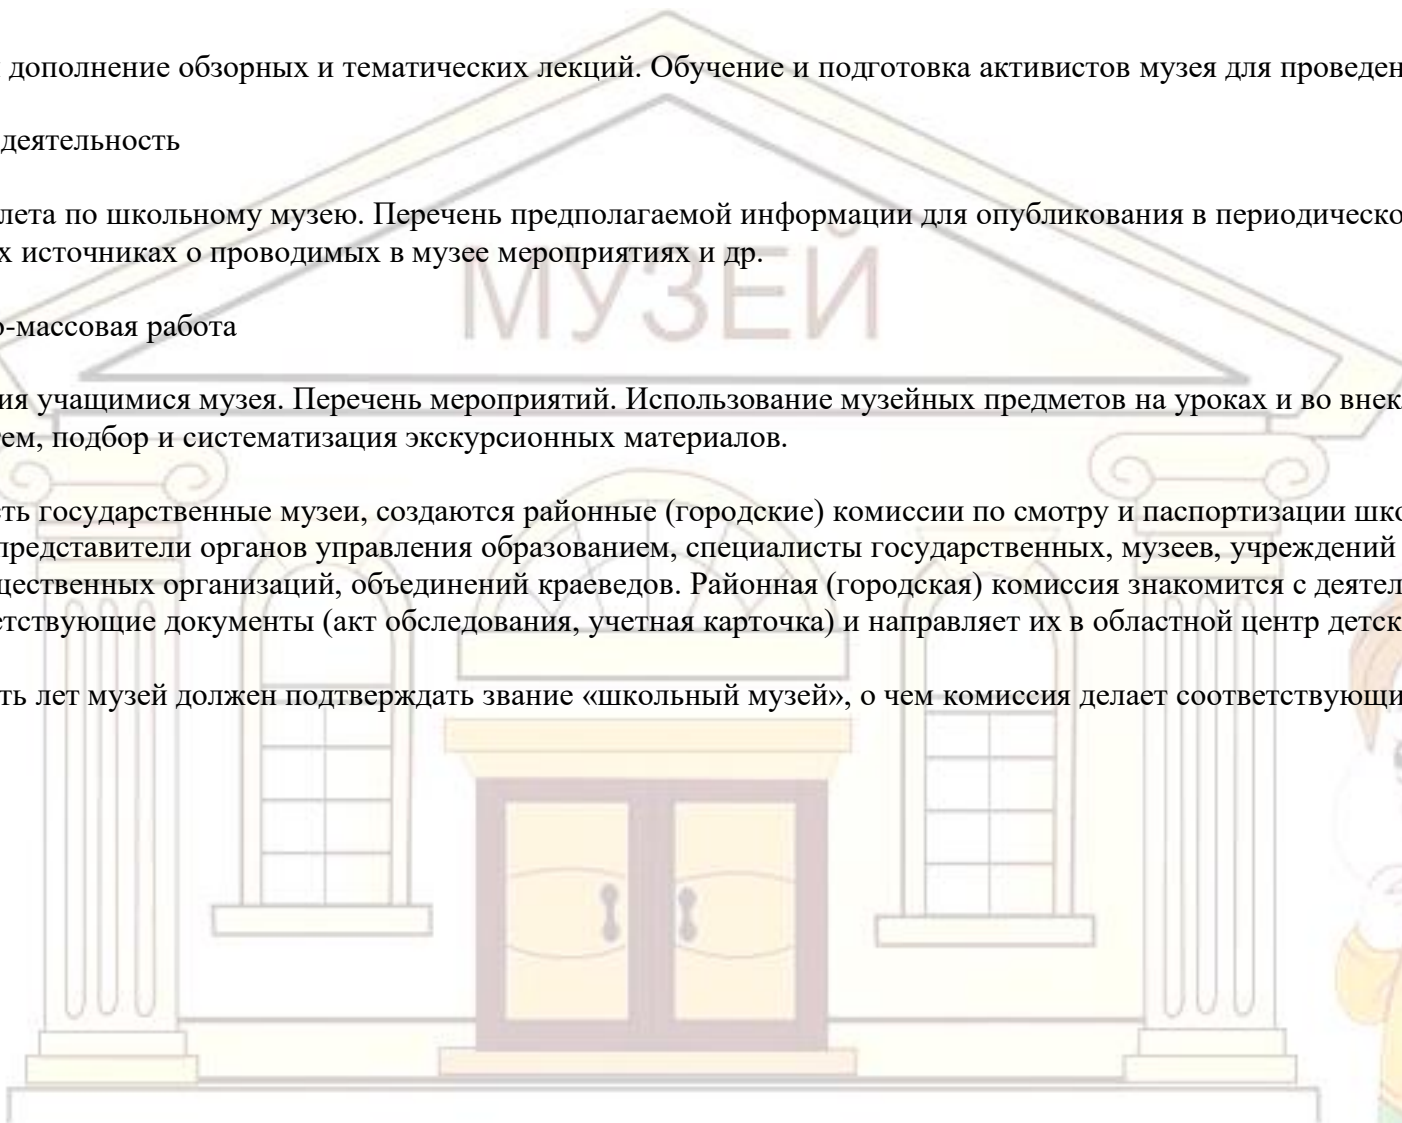 дополнение обзорных и тематических лекций. Обучение и подготовка активистов музея для проведен
деятельность
лета по школьному музею. Перечень предполагаемой информации для опубликования в периодическо
х источниках о проводимых в музее мероприятиях и др.
МУЗЕЙ
о-массовая работа
ия учащимися музея. Перечень мероприятий. Использование музейных предметов на уроках и во внек
ем, подбор и систематизация экскурсионных материалов.
сть государственные музеи, создаются районные (городские) комиссии по смотру и паспортизации шко
представители органов управления образованием, специалисты государственных, музеев, учреждений
щественных организаций, объединений краеведов. Районная (городская) комиссия знакомится с деятел
етствующие документы (акт обследования, учетная карточка) и направляет их в областной центр детск
ть лет музей должен подтверждать звание «школьный музей», о чем комиссия делает соответствующи